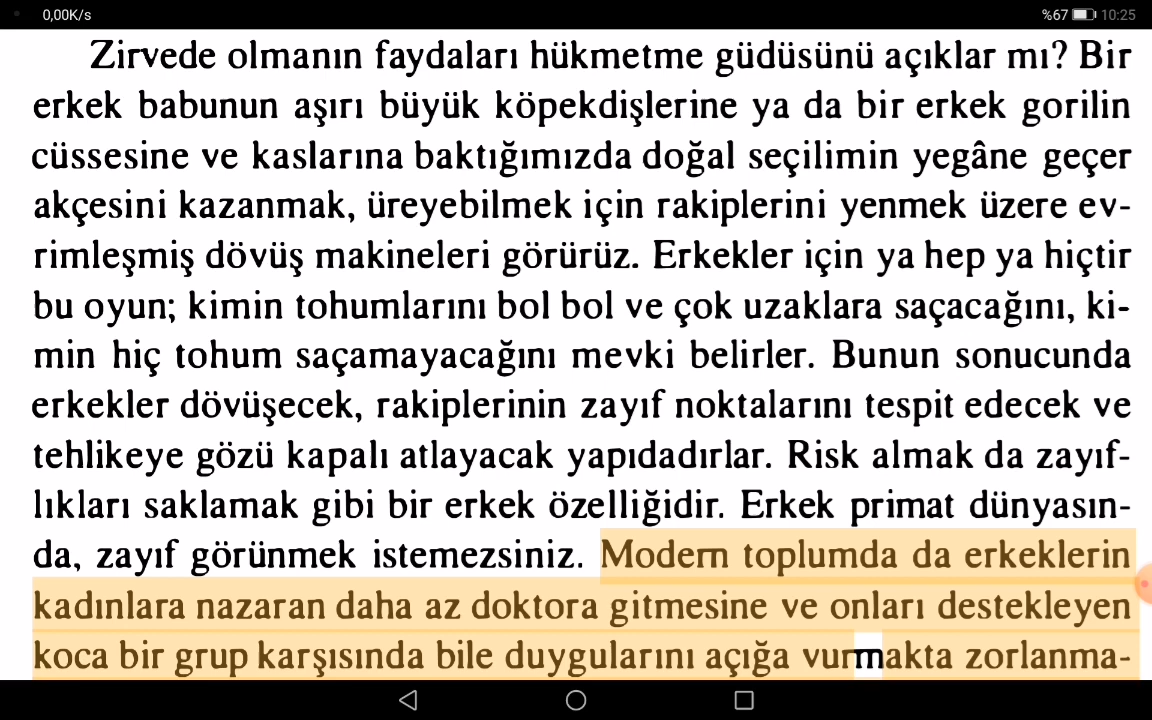 0,00K/s %67 10:25
Zirvede olmanın faydaları hükmetme güdüsünü açıklar mı? Bir
erkek babunun aşırı büyük köpekdişlerine ya da bir erkek gorilin
cüssesine ve kaslarına baktığımızda doğal seçilimin yegâne geçer
akçesini kazanmak, üreyebilmek için rakiplerini yenmek üzere ev-
rimleşmiş dövüş makineleri görürüz. Erkekler için ya hep ya hiçtir
bu oyun; kimin tohumlarını bol bol ve çok uzaklara saçacağını, ki-
min hiç tohum saçamayacağını mevki belirler. Bunun sonucunda
erkekler dövüşecek, rakiplerinin zayıf noktalarını tespit edecek ve
tehlikeye gözü kapalı atlayacak yapıdadırlar. Risk almak da zayıf-
lıkları saklamak gibi bir erkek özelliğidir. Erkek primat dünyasın-
da, zayıf görünmek istemezsiniz. Modern toplumda da erkeklerin
kadınlara nazaran daha az doktora gitmesine ve onları destekleyen
koca bir grup karşısında bile duygularını açığa vurmakta zorlanma-